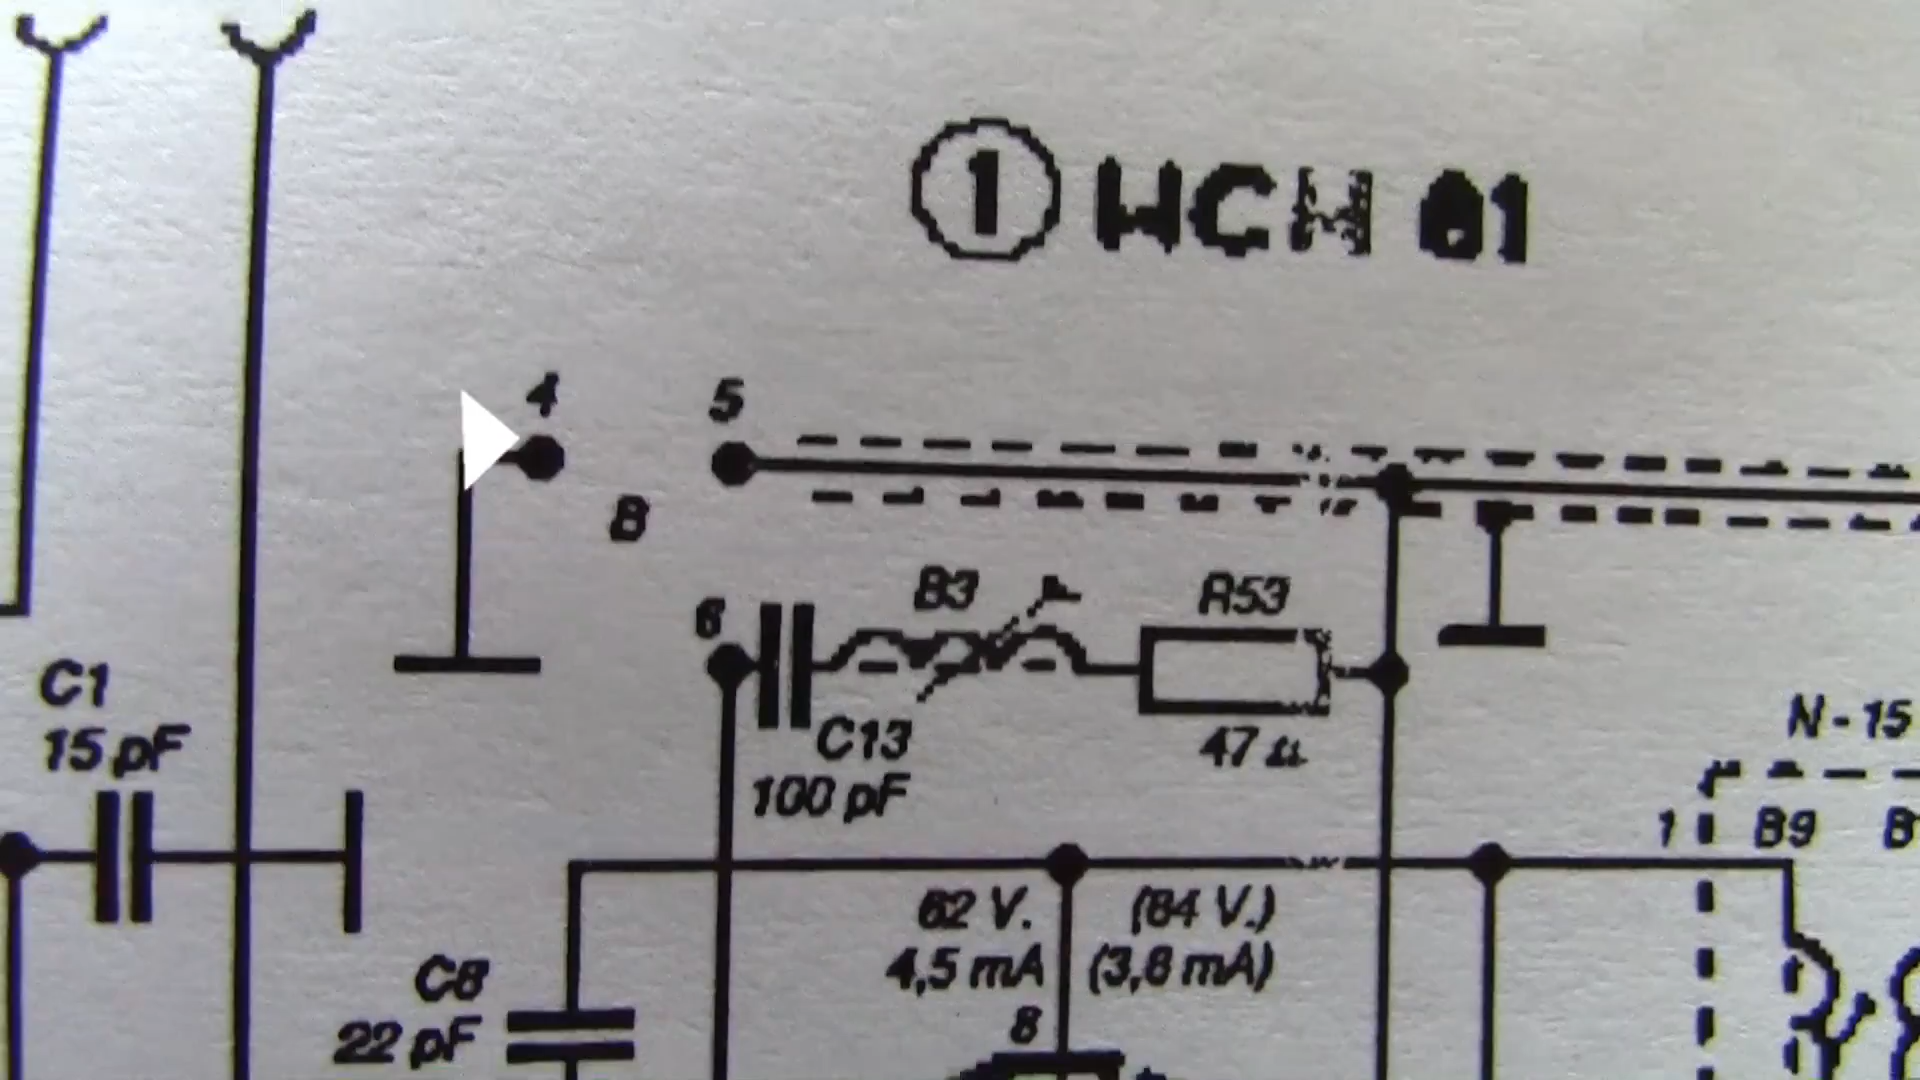 1 HCH 81
4
5
B
6
B3
R53
C1
15 pF
C13
100 pF
47 Ω
N-15
1
B9
62 V.
(84 V.)
4,5 mA
(3,8 mA)
C8
22 pF
8